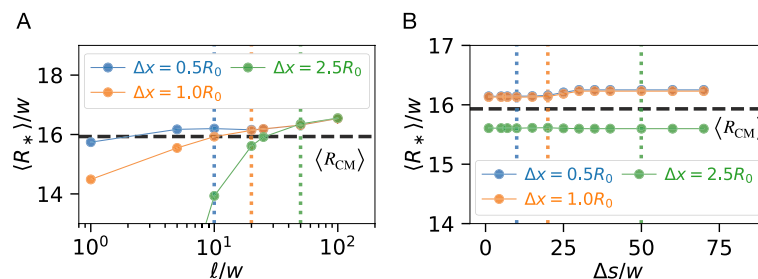 A
B
⟨R∗⟩/w
18
16
14
Δx = 0.5R₀
Δx = 2.5R₀
Δx = 1.0R₀
⟨R_CM⟩
10⁰
10¹
10²
ℓ/w
⟨R∗⟩/w
17
16
15
14
⟨R_CM⟩
Δx = 0.5R₀
Δx = 2.5R₀
Δx = 1.0R₀
0
25
50
75
Δs/w